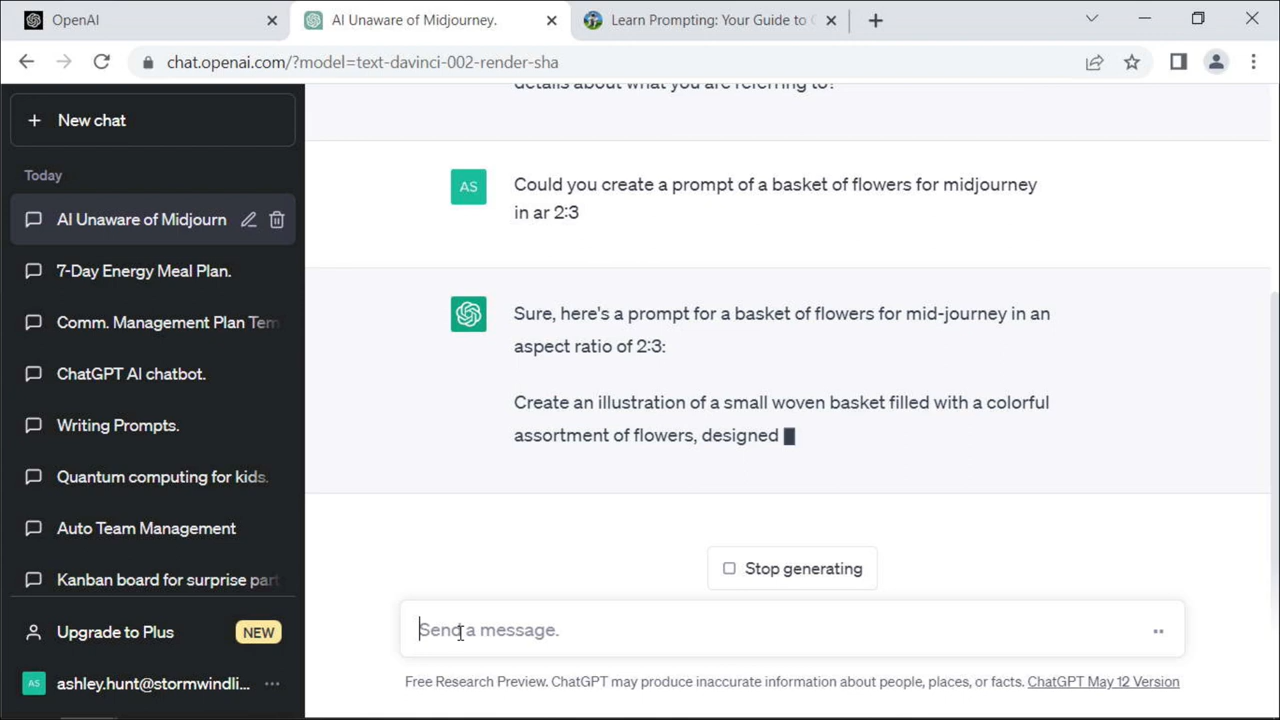 OpenAI
AI Unaware of Midjourney.
Learn Prompting: Your Guide to
chat.openai.com/?model=text-davinci-002-render-sha
New chat
Today
AI Unaware of Midjourn
7-Day Energy Meal Plan.
Comm. Management Plan Tem
ChatGPT AI chatbot.
Writing Prompts.
Quantum computing for kids.
Auto Team Management
Kanban board for surprise part
Upgrade to Plus NEW
AS ashley.hunt@stormwindli...
details about what you are referring to?
AS
Could you create a prompt of a basket of flowers for midjourney
in ar 2:3
Sure, here's a prompt for a basket of flowers for mid-journey in an
aspect ratio of 2:3:
Create an illustration of a small woven basket filled with a colorful
assortment of flowers, designed
Stop generating
Send a message.
Free Research Preview. ChatGPT may produce inaccurate information about people, places, or facts. ChatGPT May 12 Version